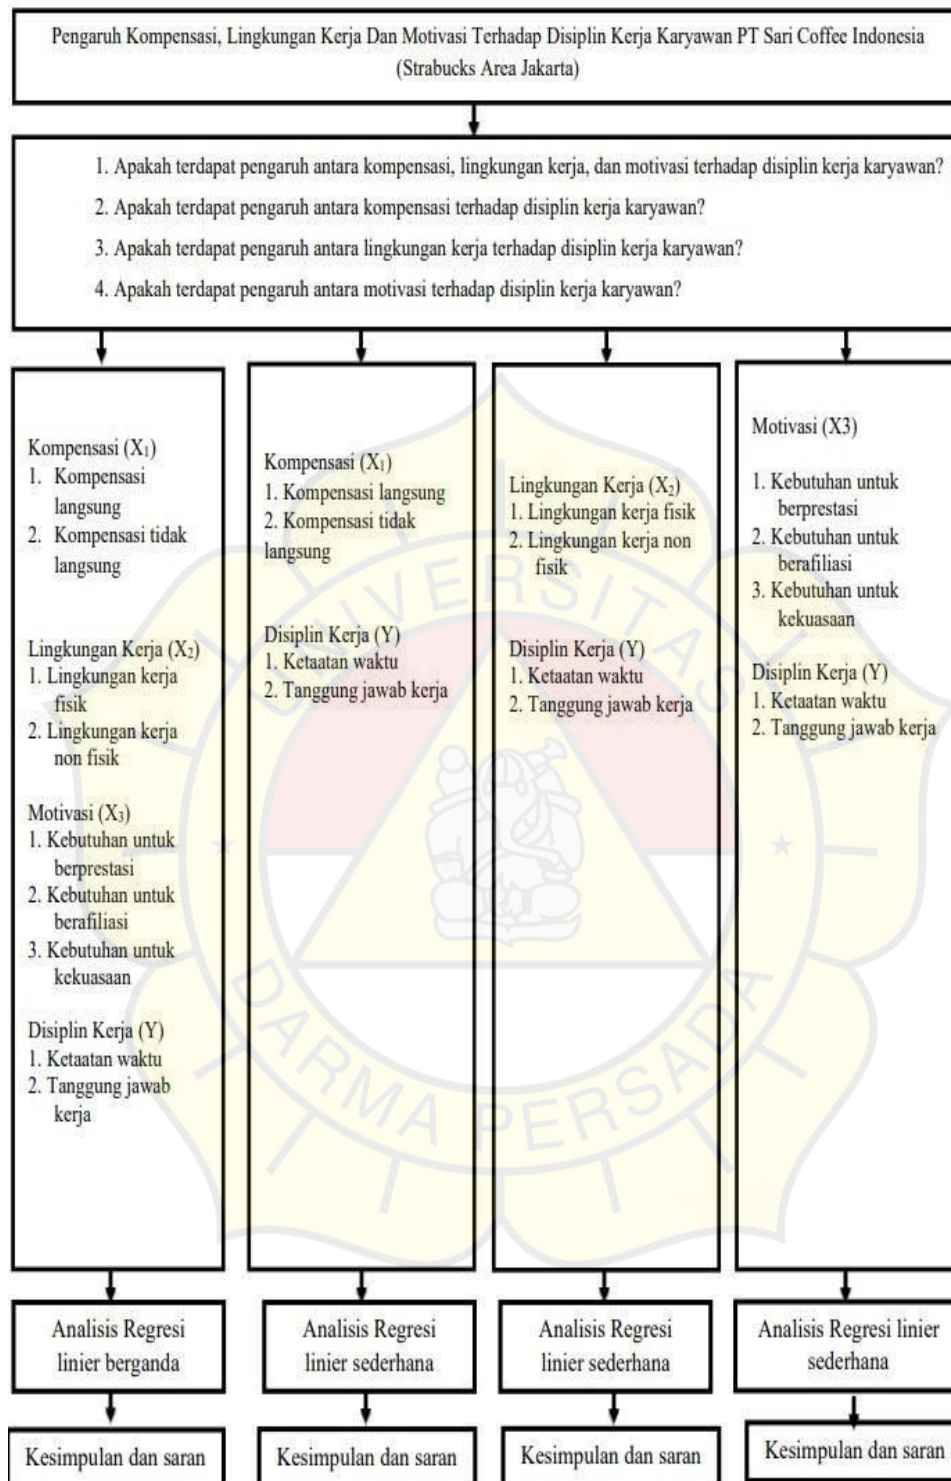 Pengaruh Kompensasi, Lingkungan Kerja Dan Motivasi Terhadap Disiplin Kerja Karyawan PT Sari Coffee Indonesia
(Strabucks Area Jakarta)
1. Apakah terdapat pengaruh antara kompensasi, lingkungan kerja, dan motivasi terhadap disiplin kerja karyawan?
2. Apakah terdapat pengaruh antara kompensasi terhadap disiplin kerja karyawan?
3. Apakah terdapat pengaruh antara lingkungan kerja terhadap disiplin kerja karyawan?
4. Apakah terdapat pengaruh antara motivasi terhadap disiplin kerja karyawan?
Kompensasi (X₁)
1. Kompensasi
langsung
2. Kompensasi tidak
langsung
Lingkungan Kerja (X₂)
1. Lingkungan kerja
fisik
2. Lingkungan kerja
non fisik
Motivasi (X₃)
1. Kebutuhan untuk
berprestasi
2. Kebutuhan untuk
berafiliasi
3. Kebutuhan untuk
kekuasaan
Disiplin Kerja (Y)
1. Ketaatan waktu
2. Tanggung jawab
kerja
Kompensasi (X₁)
1. Kompensasi langsung
2. Kompensasi tidak
langsung
Disiplin Kerja (Y)
1. Ketaatan waktu
2. Tanggung jawab kerja
Lingkungan Kerja (X₂)
1. Lingkungan kerja fisik
2. Lingkungan kerja non
fisik
Disiplin Kerja (Y)
1. Ketaatan waktu
2. Tanggung jawab kerja
Motivasi (X3)
1. Kebutuhan untuk
berprestasi
2. Kebutuhan untuk
berafiliasi
3. Kebutuhan untuk
kekuasaan
Disiplin Kerja (Y)
1. Ketaatan waktu
2. Tanggung jawab kerja
UNIVERSITAS
DARMA PERSADA
Analisis Regresi
linier berganda
Analisis Regresi
linier sederhana
Analisis Regresi
linier sederhana
Analisis Regresi linier
sederhana
Kesimpulan dan saran
Kesimpulan dan saran
Kesimpulan dan saran
Kesimpulan dan saran